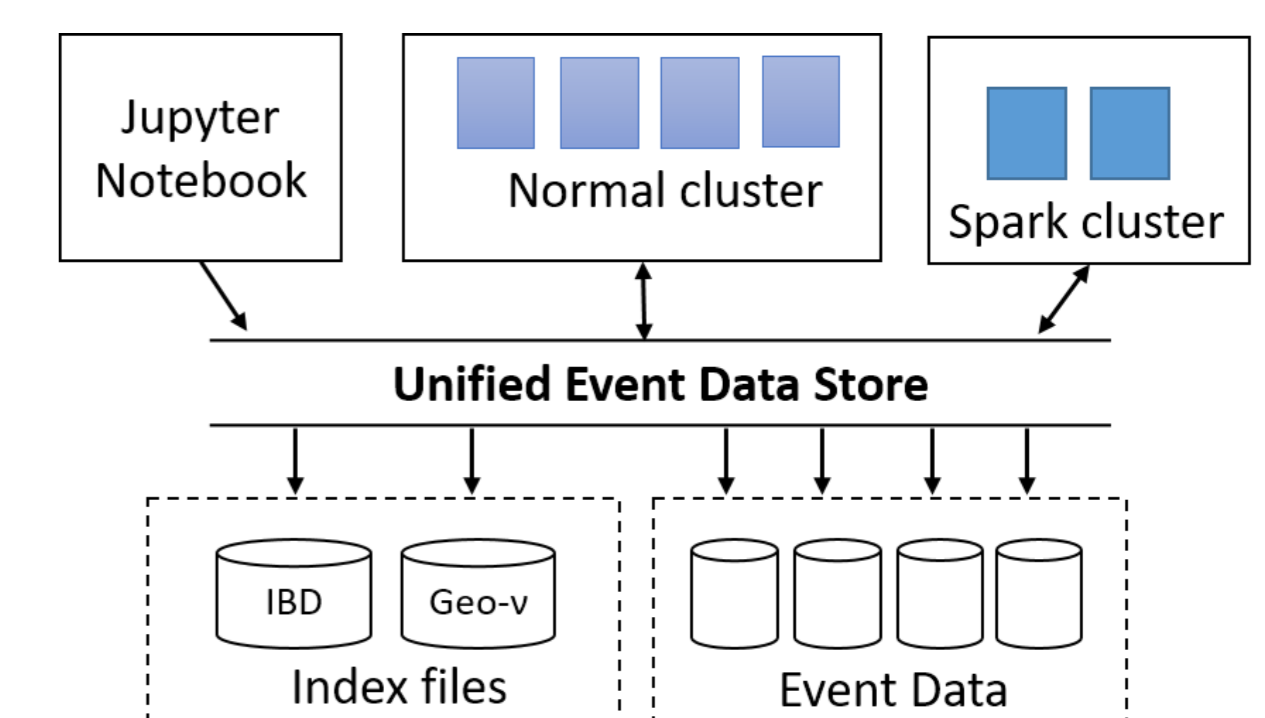 Jupyter
Notebook
Normal cluster
Spark cluster
Unified Event Data Store
IBD
Geo-ν
Index files
Event Data